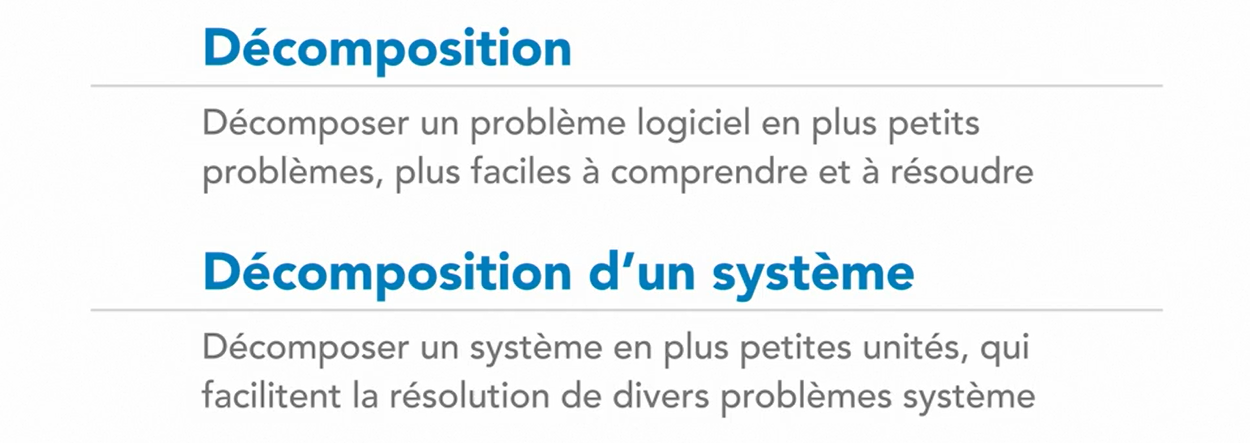 Décomposition
Décomposer un problème logiciel en plus petits
problèmes, plus faciles à comprendre et à résoudre
Décomposition d’un système
Décomposer un système en plus petites unités, qui
facilitent la résolution de divers problèmes système